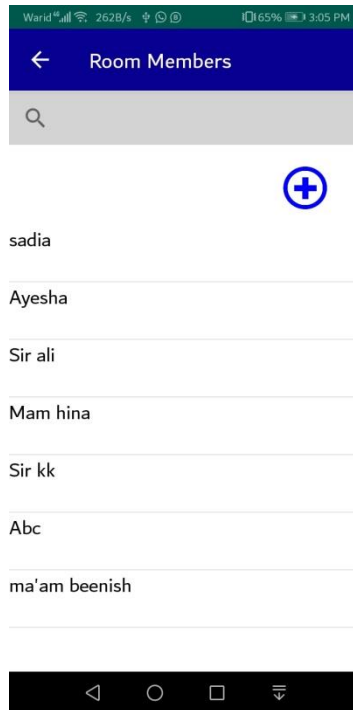 Warid 262B/s 65% 3:05 PM
Room Members
sadia
Ayesha
Sir ali
Mam hina
Sir kk
Abc
ma'am beenish